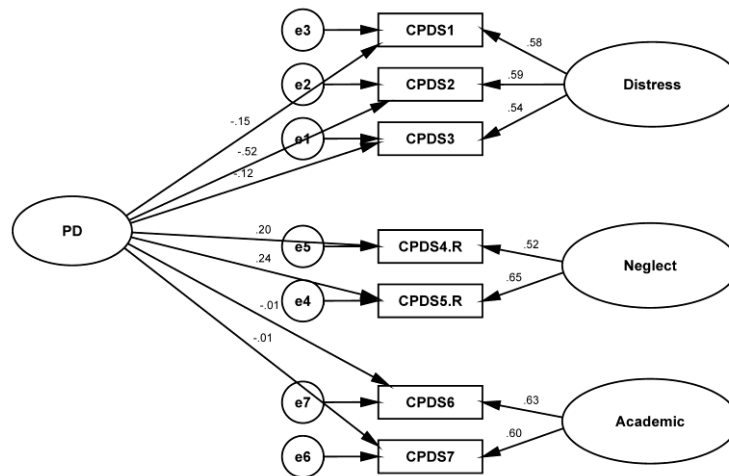 e3 CPDS1 .58
e2 CPDS2 .59 Distress
-.15
e1 CPDS3 .54
-.52
-.12
PD
.20 e5 CPDS4.R .52
.24 Neglect
e4 CPDS5.R .65
-.01
-.01
e7 CPDS6 .63
Academic
e6 CPDS7 .60